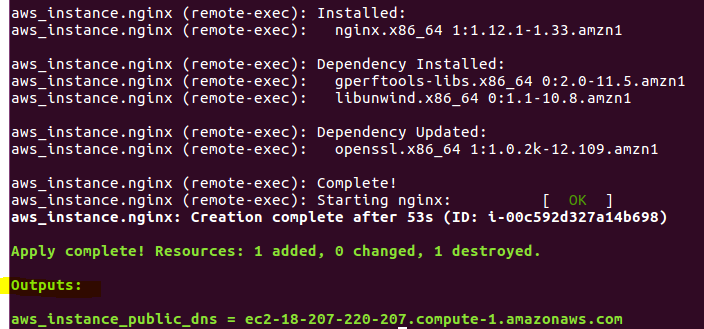 aws_instance.nginx (remote-exec): Installed:
aws_instance.nginx (remote-exec):   nginx.x86_64 1:1.12.1-1.33.amzn1
aws_instance.nginx (remote-exec): Dependency Installed:
aws_instance.nginx (remote-exec):   gperftools-libs.x86_64 0:2.0-11.5.amzn1
aws_instance.nginx (remote-exec):   libunwind.x86_64 0:1.1-10.8.amzn1
aws_instance.nginx (remote-exec): Dependency Updated:
aws_instance.nginx (remote-exec):   openssl.x86_64 1:1.0.2k-12.109.amzn1
aws_instance.nginx (remote-exec): Complete!
aws_instance.nginx (remote-exec): Starting nginx:          [  OK  ]
aws_instance.nginx: Creation complete after 53s (ID: i-00c592d327a14b698)
Apply complete! Resources: 1 added, 0 changed, 1 destroyed.
Outputs:
aws_instance_public_dns = ec2-18-207-220-207.compute-1.amazonaws.com